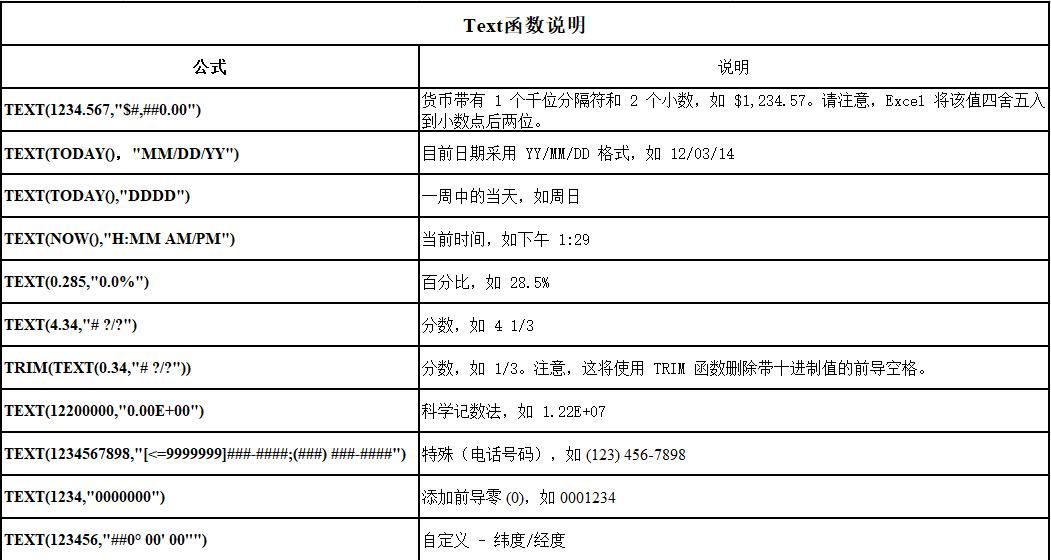 Text函数说明
公式 说明
TEXT(1234.567,"$#,##0.00") 货币带有 1 个千位分隔符和 2 个小数，如 $1,234.57。请注意，Excel 将该值四舍五入
到小数点后两位。
TEXT(TODAY()，"MM/DD/YY") 目前日期采用 YY/MM/DD 格式，如 12/03/14
TEXT(TODAY(),"DDDD") 一周中的当天，如周日
TEXT(NOW(),"H:MM AM/PM") 当前时间，如下午 1:29
TEXT(0.285,"0.0%") 百分比，如 28.5%
TEXT(4.34,"# ?/?") 分数，如 4 1/3
TRIM(TEXT(0.34,"# ?/?")) 分数，如 1/3。注意，这将使用 TRIM 函数删除带十进制值的前导空格。
TEXT(12200000,"0.00E+00") 科学记数法，如 1.22E+07
TEXT(1234567898,"[<=9999999]###-####;(###) ###-####") 特殊（电话号码），如 (123) 456-7898
TEXT(1234,"0000000") 添加前导零 (0)，如 0001234
TEXT(123456,"##0° 00' 00"") 自定义 - 纬度/经度